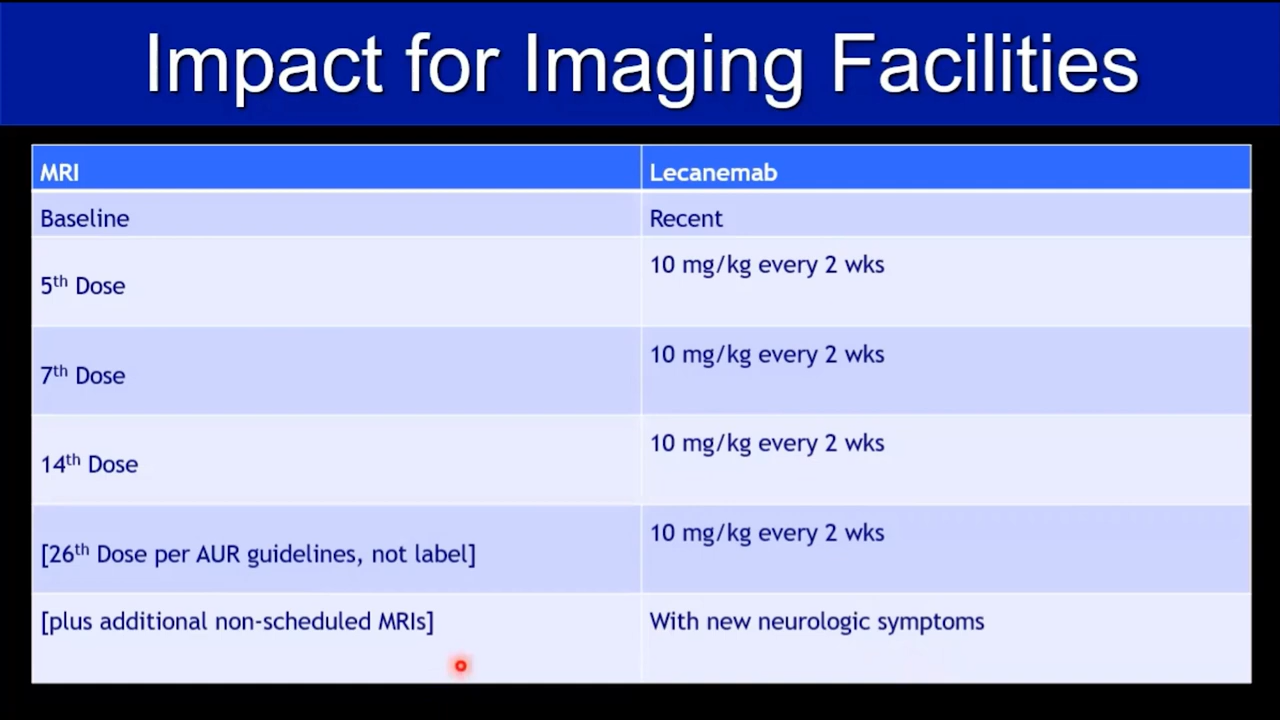 Impact for Imaging Facilities
MRI Lecanemab
Baseline Recent
5th Dose 10 mg/kg every 2 wks
7th Dose 10 mg/kg every 2 wks
14th Dose 10 mg/kg every 2 wks
[26th Dose per AUR guidelines, not label] 10 mg/kg every 2 wks
[plus additional non-scheduled MRIs] With new neurologic symptoms